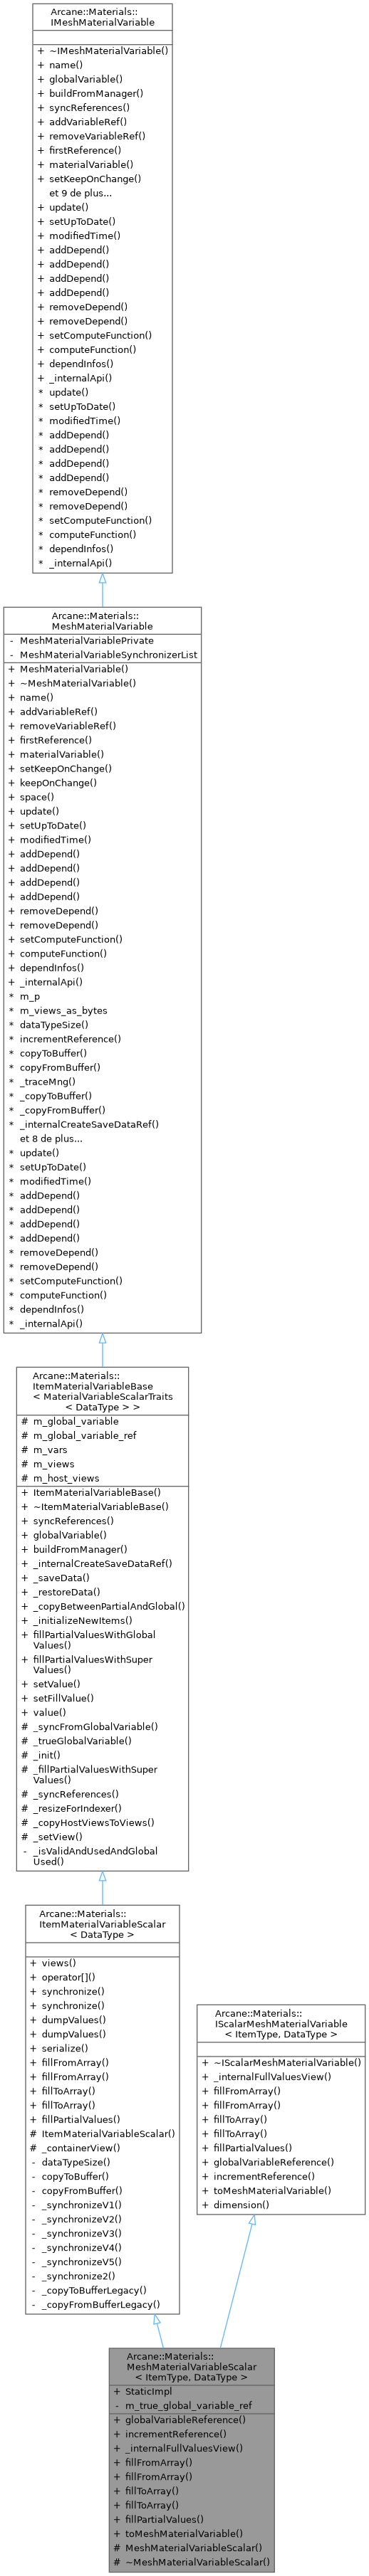 Arcane::Materials::
IMeshMaterialVariable
+ ~IMeshMaterialVariable()
+ name()
+ globalVariable()
+ buildFromManager()
+ syncReferences()
+ addVariableRef()
+ removeVariableRef()
+ firstReference()
+ materialVariable()
+ setKeepOnChange()
et 9 de plus...
+ update()
+ setUpToDate()
+ modifiedTime()
+ addDepend()
+ addDepend()
+ addDepend()
+ addDepend()
+ removeDepend()
+ removeDepend()
+ setComputeFunction()
+ computeFunction()
+ dependInfos()
+ _internalApi()
* update()
* setUpToDate()
* modifiedTime()
* addDepend()
* addDepend()
* addDepend()
* addDepend()
* removeDepend()
* removeDepend()
* setComputeFunction()
* computeFunction()
* dependInfos()
* _internalApi()
Arcane::Materials::
MeshMaterialVariable
- MeshMaterialVariablePrivate
- MeshMaterialVariableSynchronizerList
+ MeshMaterialVariable()
+ ~MeshMaterialVariable()
+ name()
+ addVariableRef()
+ removeVariableRef()
+ firstReference()
+ materialVariable()
+ setKeepOnChange()
+ keepOnChange()
+ space()
+ update()
+ setUpToDate()
+ modifiedTime()
+ addDepend()
+ addDepend()
+ addDepend()
+ addDepend()
+ removeDepend()
+ removeDepend()
+ setComputeFunction()
+ computeFunction()
+ dependInfos()
+ _internalApi()
* m_p
* m_views_as_bytes
* dataTypeSize()
* incrementReference()
* copyToBuffer()
* copyFromBuffer()
* _traceMng()
* _copyToBuffer()
* _copyFromBuffer()
* _internalCreateSaveDataRef()
et 8 de plus...
* update()
* setUpToDate()
* modifiedTime()
* addDepend()
* addDepend()
* addDepend()
* addDepend()
* removeDepend()
* removeDepend()
* setComputeFunction()
* computeFunction()
* dependInfos()
* _internalApi()
Arcane::Materials::
ItemMaterialVariableBase
< MaterialVariableScalarTraits
< DataType > >
# m_global_variable
# m_global_variable_ref
# m_vars
# m_views
# m_host_views
+ ItemMaterialVariableBase()
+ ~ItemMaterialVariableBase()
+ syncReferences()
+ globalVariable()
+ buildFromManager()
+ _internalCreateSaveDataRef()
+ _saveData()
+ _restoreData()
+ _copyBetweenPartialAndGlobal()
+ _initializeNewItems()
+ fillPartialValuesWithGlobal
Values()
+ fillPartialValuesWithSuper
Values()
+ setValue()
+ setFillValue()
+ value()
# _syncFromGlobalVariable()
# _trueGlobalVariable()
# _init()
# _fillPartialValuesWithSuper
Values()
# _syncReferences()
# _resizeForIndexer()
# _copyHostViewsToViews()
# _setView()
- _isValidAndUsedAndGlobal
Used()
Arcane::Materials::
ItemMaterialVariableScalar
< DataType >
+ views()
+ operator[]()
+ synchronize()
+ synchronize()
+ dumpValues()
+ dumpValues()
+ serialize()
+ fillFromArray()
+ fillFromArray()
+ fillToArray()
+ fillToArray()
+ fillPartialValues()
# ItemMaterialVariableScalar()
# _containerView()
- dataTypeSize()
- copyToBuffer()
- copyFromBuffer()
- _synchronizeV1()
- _synchronizeV2()
- _synchronizeV3()
- _synchronizeV4()
- _synchronizeV5()
- _synchronize2()
- _copyToBufferLegacy()
- _copyFromBufferLegacy()
Arcane::Materials::
IScalarMeshMaterialVariable
< ItemType, DataType >
+ ~IScalarMeshMaterialVariable()
+ _internalFullValuesView()
+ fillFromArray()
+ fillFromArray()
+ fillToArray()
+ fillToArray()
+ fillPartialValues()
+ globalVariableReference()
+ incrementReference()
+ toMeshMaterialVariable()
+ dimension()
Arcane::Materials::
MeshMaterialVariableScalar
< ItemType, DataType >
+ StaticImpl
- m_true_global_variable_ref
+ globalVariableReference()
+ incrementReference()
+ _internalFullValuesView()
+ fillFromArray()
+ fillFromArray()
+ fillToArray()
+ fillToArray()
+ fillPartialValues()
+ toMeshMaterialVariable()
# MeshMaterialVariableScalar()
# ~MeshMaterialVariableScalar()